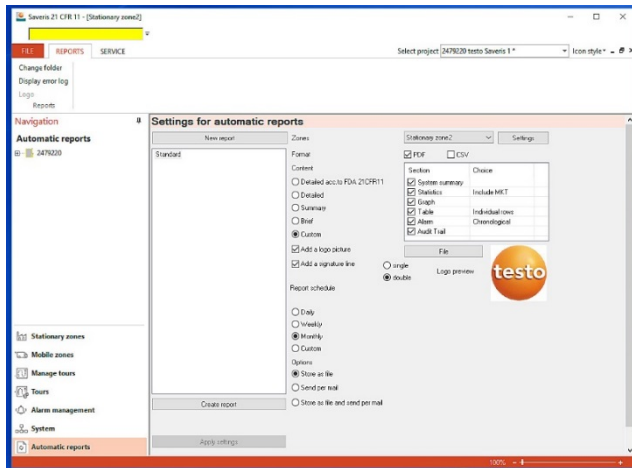 Saveris 21 CFR 11 - [Stationary zone2]
FILE REPORTS SERVICE
Select project 2479220 testo Saveris 1 * Icon style
Change folder
Display error log
Logo
Reports
Navigation
Automatic reports
2479220
Stationary zones
Mobile zones
Manage tours
Tours
Alarm management
System
Automatic reports
Settings for automatic reports
New report
Standard
Create report
Apply settings
Zones Stationary zone2 Settings
Format PDF CSV
Content
Detailed acc.to FDA 21CFR11
Detailed
Summary
Brief
Custom
Section Choice
System summary
Statistics Include MKT
Graph
Table Individual rows
Alarm Chronological
Audit Trail
Add a logo picture File
Add a signature line single
double
Logo preview testo
Report schedule
Daily
Weekly
Monthly
Custom
Options
Store as file
Send per mail
Store as file and send per mail
100%